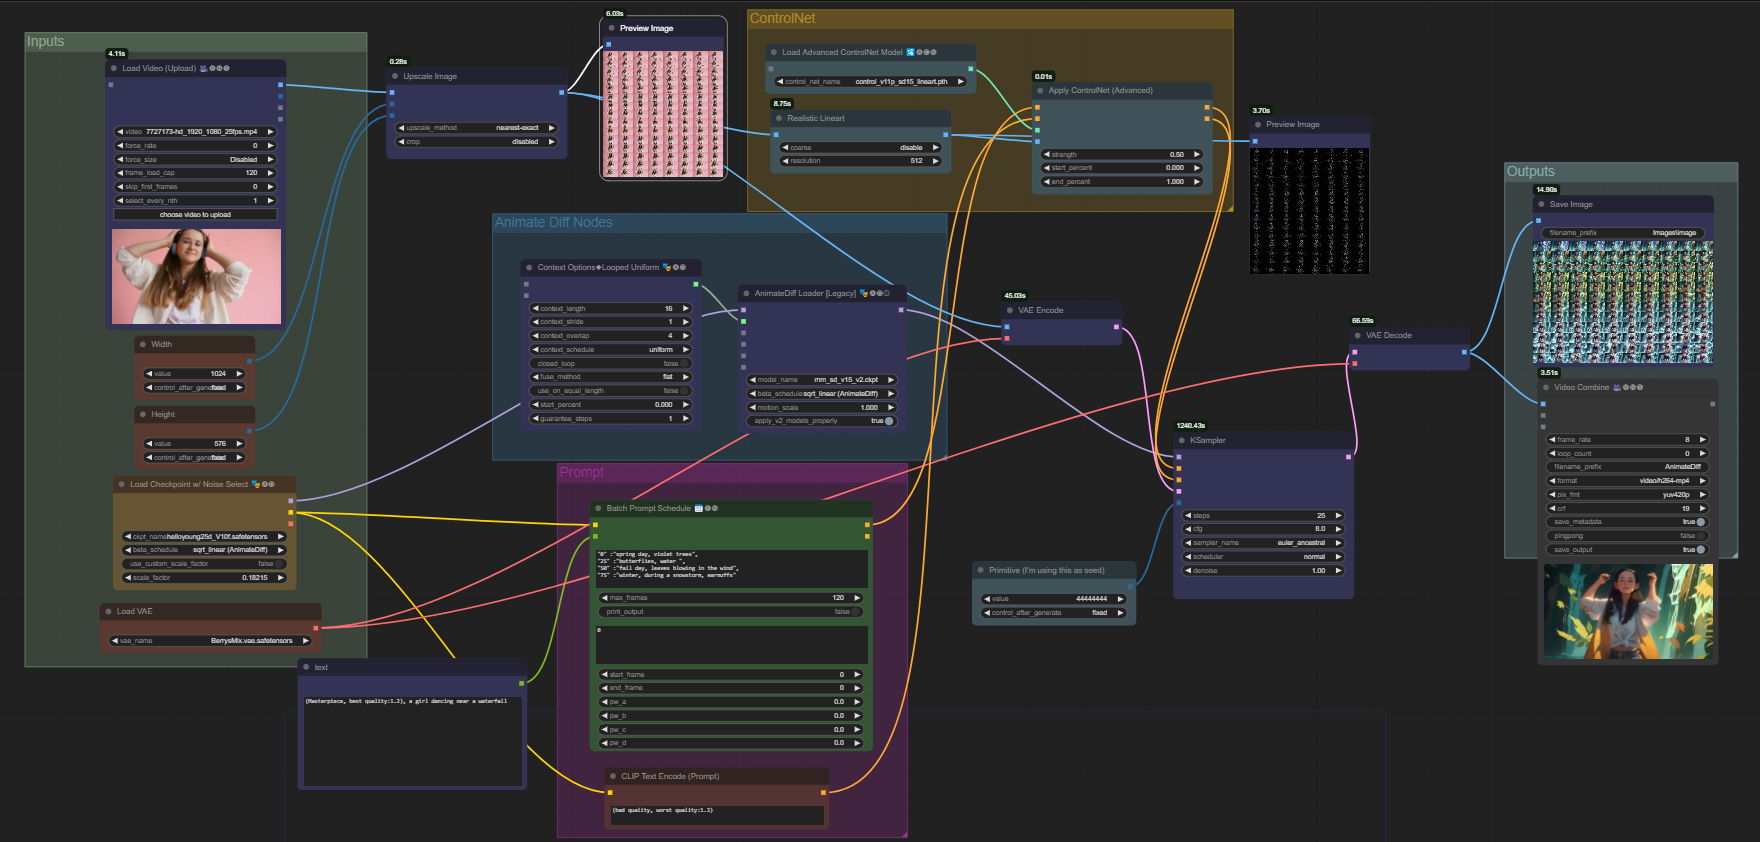 Inputs
4.11s
Load Video (Upload)
video 7727173-hd_1920_1080_25fps.mp4
force_rate 0
force_size Disabled
frame_load_cap 120
skip_first_frames 0
select_every_nth 1
choose video to upload
Width
value 1024
control_after_generate fixed
Height
value 576
control_after_generate fixed
Load Checkpoint w/ Noise Select
ckpt_name helloyoung25d_V10f.safetensors
beta_schedule sqrt_linear (AnimateDiff)
use_custom_scale_factor false
scale_factor 0.18215
Load VAE
vae_name BerrysMix.vae.safetensors
0.28s
Upscale Image
upscale_method nearest-exact
crop disabled
6.03s
Preview Image
ControlNet
Load Advanced ControlNet Model
control_net_name control_v11p_sd15_lineart.pth
8.75s
Realistic Lineart
coarse disable
resolution 512
0.01s
Apply ControlNet (Advanced)
strength 0.50
start_percent 0.000
end_percent 1.000
3.70s
Preview Image
Animate Diff Nodes
Context Options◆Looped Uniform
context_length 16
context_stride 1
context_overlap 4
context_schedule uniform
closed_loop false
fuse_method flat
use_on_equal_length false
start_percent 0.000
guarantee_steps 1
AnimateDiff Loader [Legacy]
model_name mm_sd_v15_v2.ckpt
beta_schedule sqrt_linear (AnimateDiff)
motion_scale 1.000
apply_v2_models_properly true
Prompt
Batch Prompt Schedule
"0" :"spring day, violet trees",
"25" :"butterflies, water ",
"50" :"fall day, leaves blowing in the wind",
"75" :"winter, during a snowstorm, earmuffs"
max_frames 120
print_output false
start_frame 0
end_frame 0
pw_a 0.0
pw_b 0.0
pw_c 0.0
pw_d 0.0
text
(Masterpiece, best quality:1.2), a girl dancing near a waterfall
CLIP Text Encode (Prompt)
(bad quality, worst quality:1.2)
45.03s
VAE Encode
Primitive (I'm using this as seed)
value 44444444
control_after_generate fixed
1240.43s
KSampler
steps 25
cfg 8.0
sampler_name euler_ancestral
scheduler normal
denoise 1.00
66.59s
VAE Decode
Outputs
14.90s
Save Image
filename_prefix Images\image
3.51s
Video Combine
frame_rate 8
loop_count 0
filename_prefix AnimateDiff
format video/h264-mp4
pix_fmt yuv420p
crf 19
save_metadata true
pingpong false
save_output true